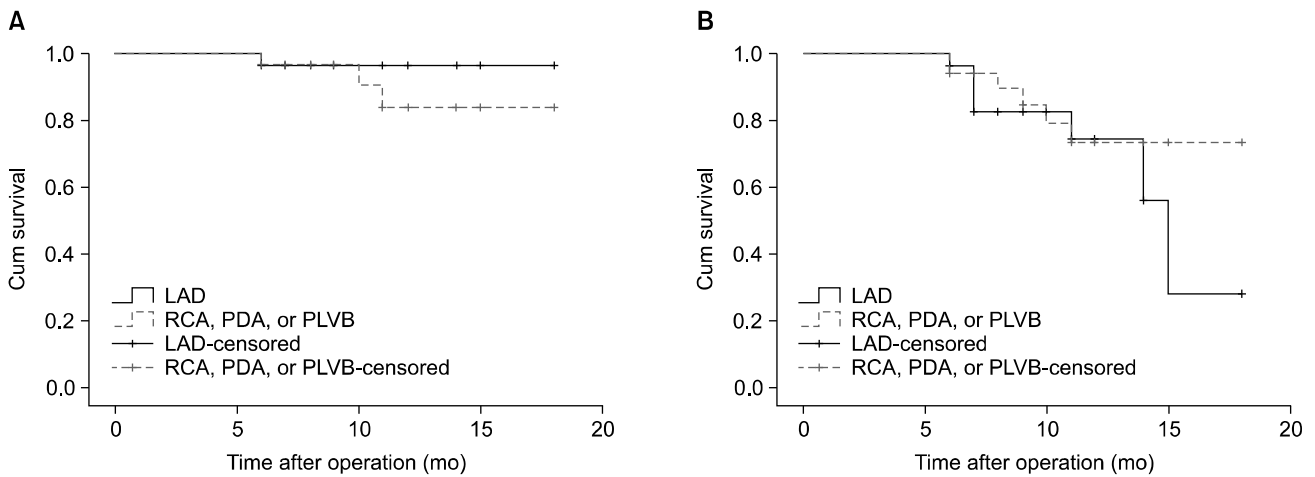 A
Cum survival
1.0
0.8
0.6
0.4
0.2
0.0
LAD
RCA, PDA, or PLVB
LAD-censored
RCA, PDA, or PLVB-censored
0 5 10 15 20
Time after operation (mo)
B
Cum survival
1.0
0.8
0.6
0.4
0.2
0.0
LAD
RCA, PDA, or PLVB
LAD-censored
RCA, PDA, or PLVB-censored
0 5 10 15 20
Time after operation (mo)